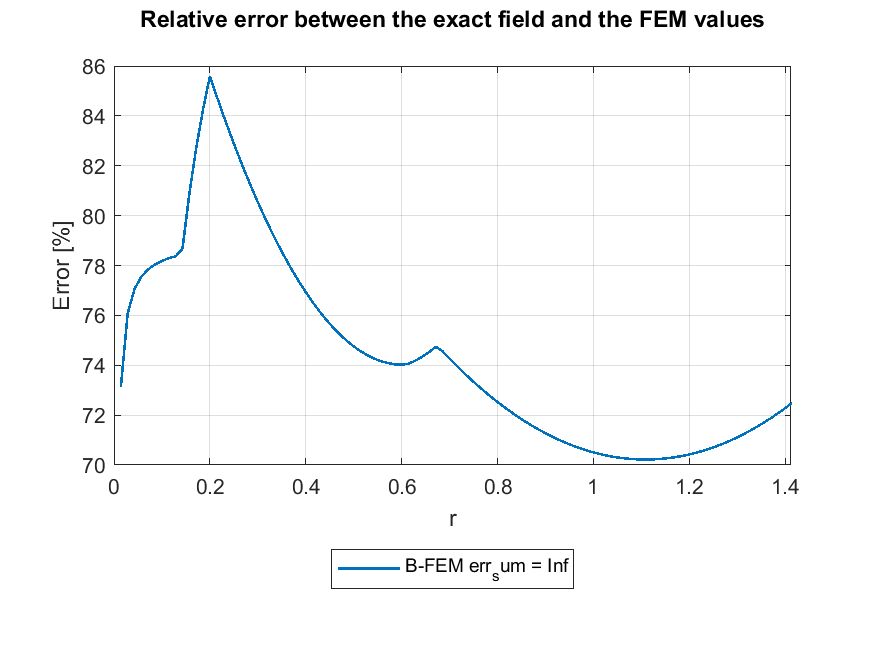 Relative error between the exact field and the FEM values
86
84
82
80
78
76
74
72
70
Error [%]
0 0.2 0.4 0.6 0.8 1 1.2 1.4
r
B-FEM err_sum = Inf